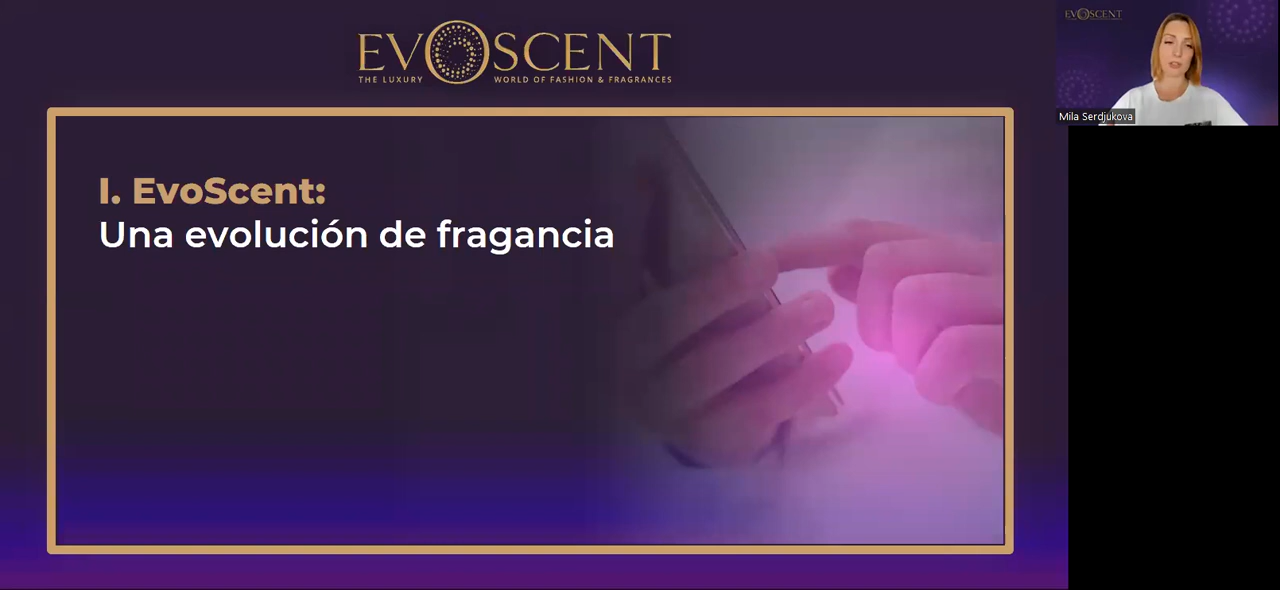 EVOSCENT
THE LUXURY WORLD OF FASHION & FRAGRANCES
I. EvoScent:
Una evolución de fragancia
EVOSCENT
Mila Serdjukova